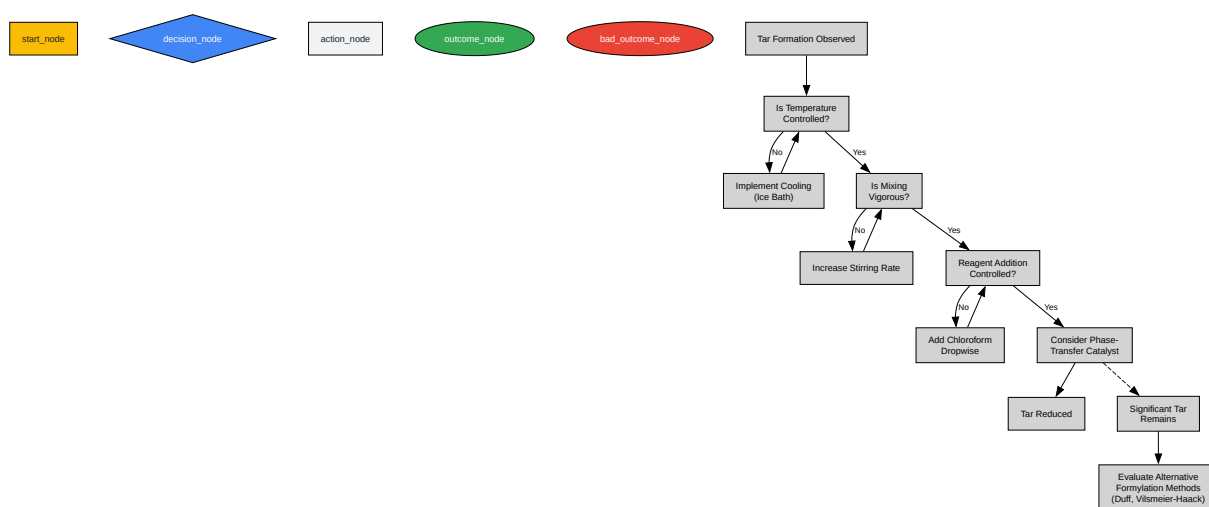 start_node
decision_node
action_node
outcome_node
bad_outcome_node
Tar Formation Observed
Is Temperature
Controlled?
No
Yes
Implement Cooling
(Ice Bath)
Is Mixing
Vigorous?
No
Yes
Increase Stirring Rate
Reagent Addition
Controlled?
No
Yes
Add Chloroform
Dropwise
Consider Phase-
Transfer Catalyst
Tar Reduced
Significant Tar
Remains
Evaluate Alternative
Formylation Methods
(Duff, Vilsmeier-Haack)